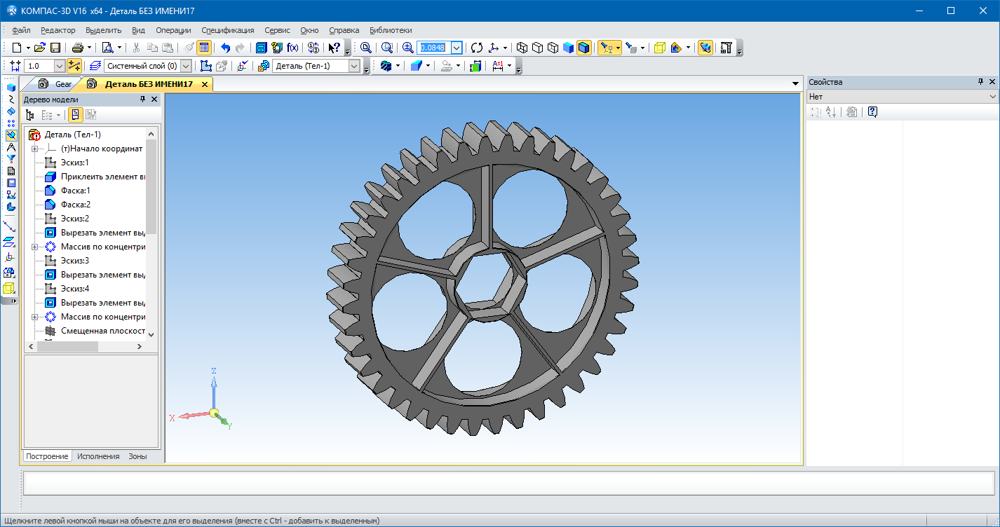 КОМПАС-3D V16 x64 - Деталь БЕЗ ИМЕНИ17
Файл Редактор Выделить Вид Операции Спецификация Сервис Окно Справка Библиотеки
f(x) 0.0848
1.0 Системный слой (0) Деталь (Тел-1)
Gear Деталь БЕЗ ИМЕНИ17
Свойства
Нет
Дерево модели
Деталь (Тел-1)
(т)Начало координат
Эскиз:1
Приклеить элемент в
Фаска:1
Фаска:2
Эскиз:2
Вырезать элемент вы
Массив по концентри
Эскиз:3
Вырезать элемент вы
Эскиз:4
Вырезать элемент вы
Массив по концентри
Смещенная плоскост
Z
X
Y
Построение Исполнения Зоны
Щелкните левой кнопкой мыши на объекте для его выделения (вместе с Ctrl - добавить к выделенным)